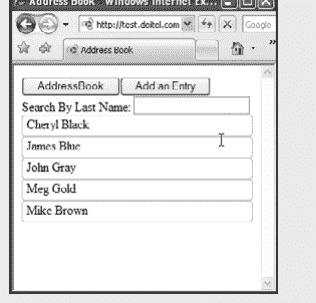 Address Book - Windows Internet Ex...
http://test.deitel.com
Google
Address Book
AddressBook
Add an Entry
Search By Last Name:
Cheryl Black
James Blue
John Gray
Meg Gold
Mike Brown